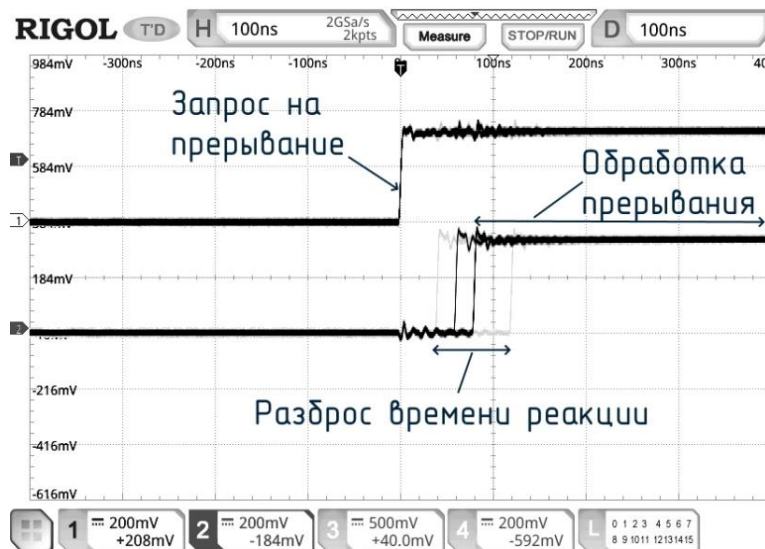 RIGOL T'D H 100ns 2GSa/s 2kpts Measure STOP/RUN D 100ns
984mV -300ns -200ns -100ns 100ns 200ns 300ns 40
T
784mV
Запрос на
прерывание
T
584mV
Обработка
прерывания
1
184mV
2
-216mV
Разброс времени реакции
-416mV
-616mV
1 200mV +208mV 2 200mV -184mV 3 500mV +40.0mV 4 200mV -592mV L 0 1 2 3 4 5 6 7
8 9 10 11 12 13 14 15